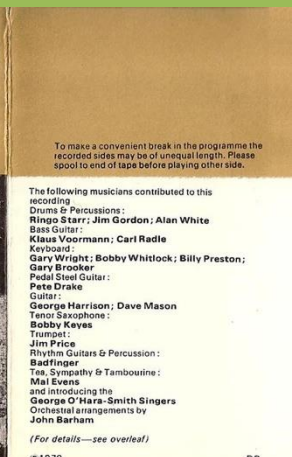 To make a convenient break in the programme the
recorded sides may be of unequal length. Please
spool to end of tape before playing other side.
The following musicians contributed to this
recording
Drums & Percussions:
Ringo Starr; Jim Gordon; Alan White
Bass Guitar:
Klaus Voormann; Carl Radle
Keyboard:
Gary Wright; Bobby Whitlock; Billy Preston;
Gary Brooker
Pedal Steel Guitar:
Pete Drake
Guitar:
George Harrison; Dave Mason
Tenor Saxophone:
Bobby Keyes
Trumpet:
Jim Price
Rhythm Guitars & Percussion:
Badfinger
Tea, Sympathy & Tambourine:
Mal Evens
and introducing the
George O'Hara-Smith Singers
Orchestral arrangements by
John Barham
(For details—see overleaf)